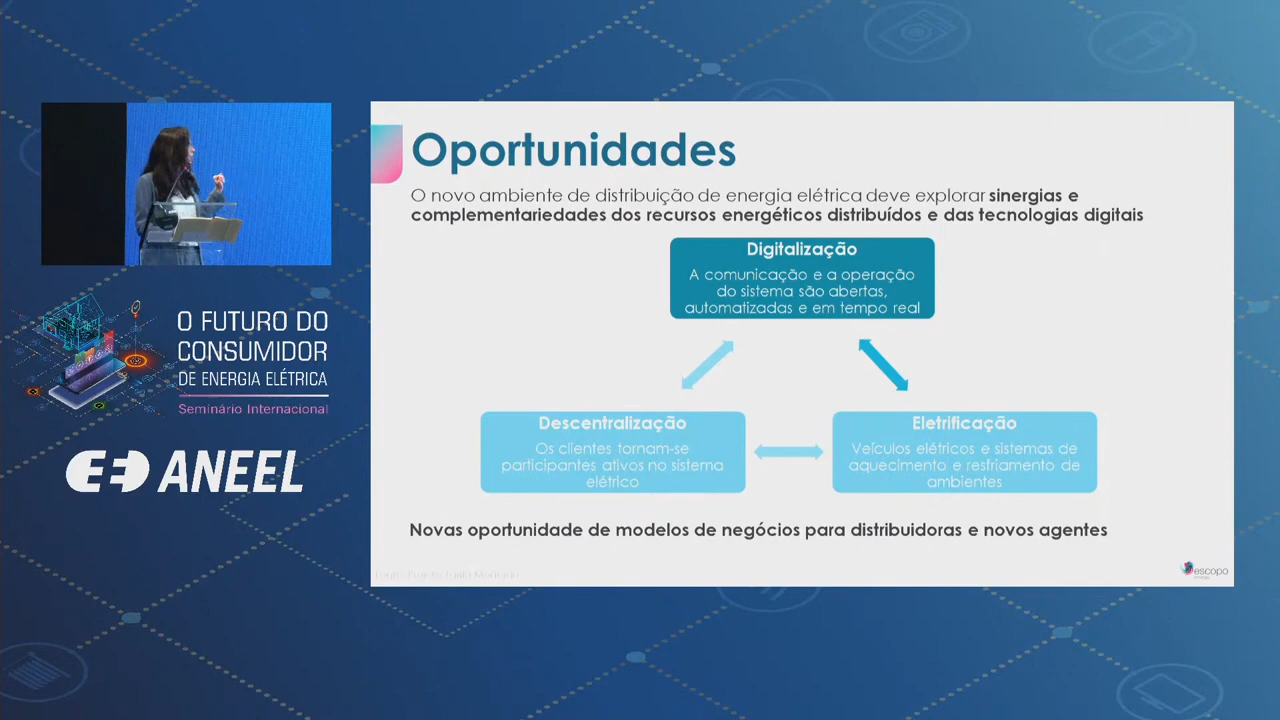 Oportunidades
O novo ambiente de distribuição de energia elétrica deve explorar sinergias e
complementariedades dos recursos energéticos distribuídos e das tecnologias digitais
Digitalização
A comunicação e a operação
do sistema são abertas,
automatizadas e em tempo real
Descentralização
Os clientes tornam-se
participantes ativos no sistema
elétrico
Eletrificação
Veículos elétricos e sistemas de
aquecimento e resfriamento de
ambientes
Novas oportunidade de modelos de negócios para distribuidoras e novos agentes
escopo
energia
O FUTURO DO
CONSUMIDOR
DE ENERGIA ELÉTRICA
Seminário Internacional
ANEEL